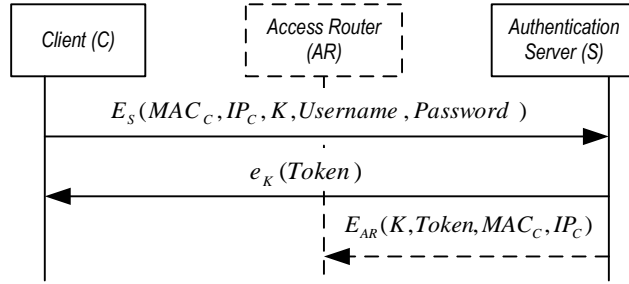 Client (C)
Access Router
(AR)
Authentication
Server (S)
E_S(MAC_C, IP_C, K, Username, Password)
e_K(Token)
E_AR(K, Token, MAC_C, IP_C)